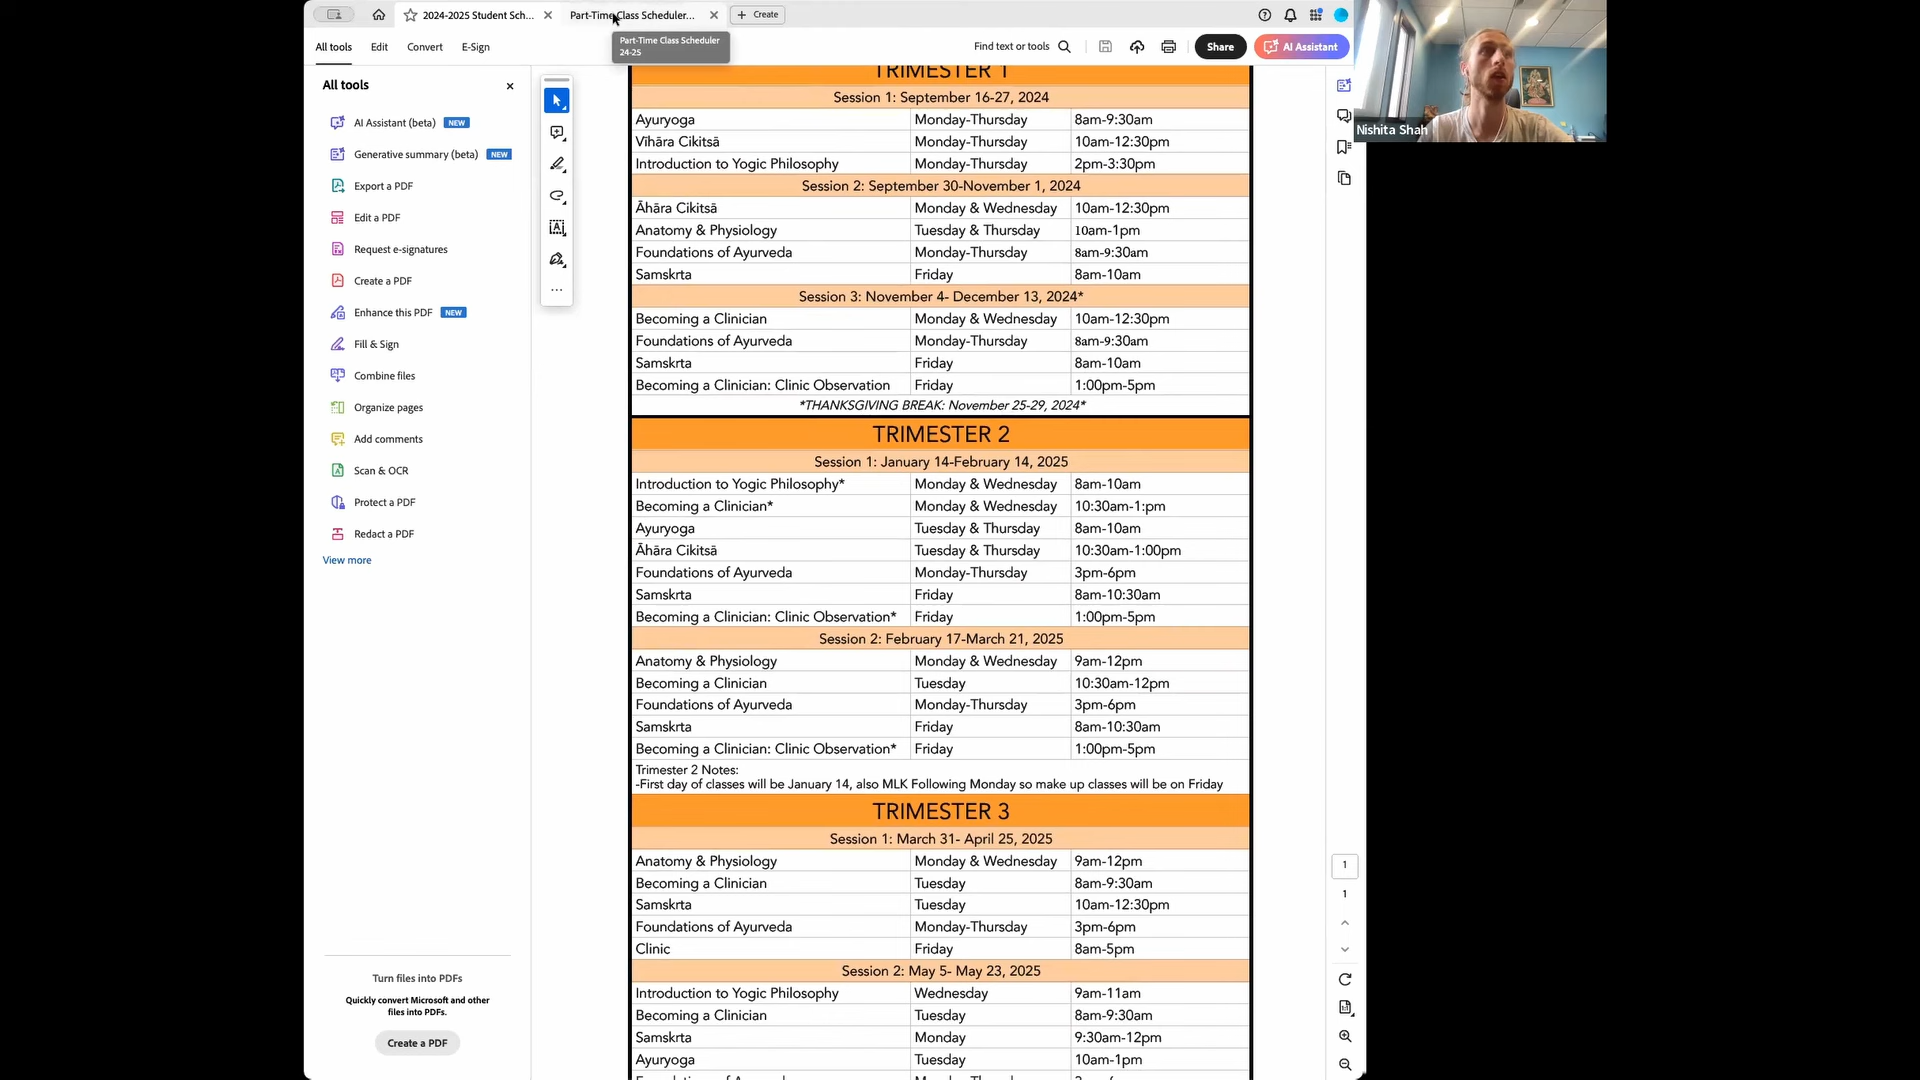 2024-2025 Student Sch...
Part-Time Class Scheduler...
Create
All tools
Edit
Convert
E-Sign
Part-Time Class Scheduler
24-25
Find text or tools
Share
AI Assistant
All tools
AI Assistant (beta) NEW
Generative summary (beta) NEW
Export a PDF
Edit a PDF
Request e-signatures
Create a PDF
Enhance this PDF NEW
Fill & Sign
Combine files
Organize pages
Add comments
Scan & OCR
Protect a PDF
Redact a PDF
View more
Turn files into PDFs
Quickly convert Microsoft and other
files into PDFs.
Create a PDF
TRIMESTER 1
Session 1: September 16-27, 2024
Ayuryoga Monday-Thursday 8am-9:30am
Vīhāra Cikitsā Monday-Thursday 10am-12:30pm
Introduction to Yogic Philosophy Monday-Thursday 2pm-3:30pm
Session 2: September 30-November 1, 2024
Āhāra Cikitsā Monday & Wednesday 10am-12:30pm
Anatomy & Physiology Tuesday & Thursday 10am-1pm
Foundations of Ayurveda Monday-Thursday 8am-9:30am
Samskrta Friday 8am-10am
Session 3: November 4- December 13, 2024*
Becoming a Clinician Monday & Wednesday 10am-12:30pm
Foundations of Ayurveda Monday-Thursday 8am-9:30am
Samskrta Friday 8am-10am
Becoming a Clinician: Clinic Observation Friday 1:00pm-5pm
*THANKSGIVING BREAK: November 25-29, 2024*
TRIMESTER 2
Session 1: January 14-February 14, 2025
Introduction to Yogic Philosophy* Monday & Wednesday 8am-10am
Becoming a Clinician* Monday & Wednesday 10:30am-1:pm
Ayuryoga Tuesday & Thursday 8am-10am
Āhāra Cikitsā Tuesday & Thursday 10:30am-1:00pm
Foundations of Ayurveda Monday-Thursday 3pm-6pm
Samskrta Friday 8am-10:30am
Becoming a Clinician: Clinic Observation* Friday 1:00pm-5pm
Session 2: February 17-March 21, 2025
Anatomy & Physiology Monday & Wednesday 9am-12pm
Becoming a Clinician Tuesday 10:30am-12pm
Foundations of Ayurveda Monday-Thursday 3pm-6pm
Samskrta Friday 8am-10:30am
Becoming a Clinician: Clinic Observation* Friday 1:00pm-5pm
Trimester 2 Notes:
-First day of classes will be January 14, also MLK Following Monday so make up classes will be on Friday
TRIMESTER 3
Session 1: March 31- April 25, 2025
Anatomy & Physiology Monday & Wednesday 9am-12pm
Becoming a Clinician Tuesday 8am-9:30am
Samskrta Tuesday 10am-12:30pm
Foundations of Ayurveda Monday-Thursday 3pm-6pm
Clinic Friday 8am-5pm
Session 2: May 5- May 23, 2025
Introduction to Yogic Philosophy Wednesday 9am-11am
Becoming a Clinician Tuesday 8am-9:30am
Samskrta Monday 9:30am-12pm
Ayuryoga Tuesday 10am-1pm
1
1
Nishita Shah